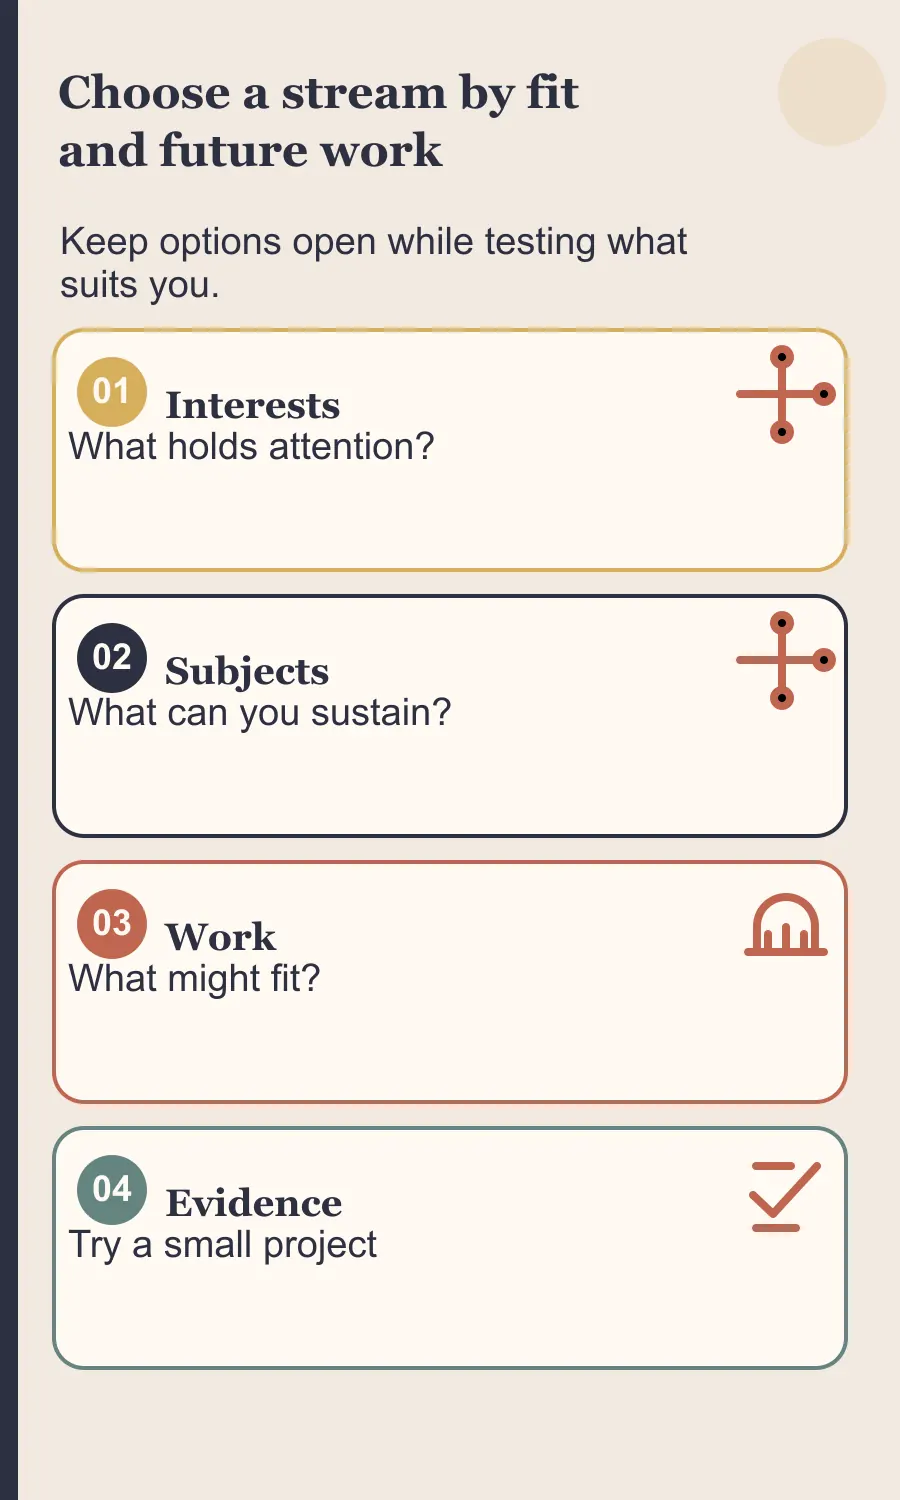 Choose a stream by fit
and future work
Keep options open while testing what
suits you.
01
Interests
What holds attention?
02
Subjects
What can you sustain?
03
Work
What might fit?
04
Evidence
Try a small project